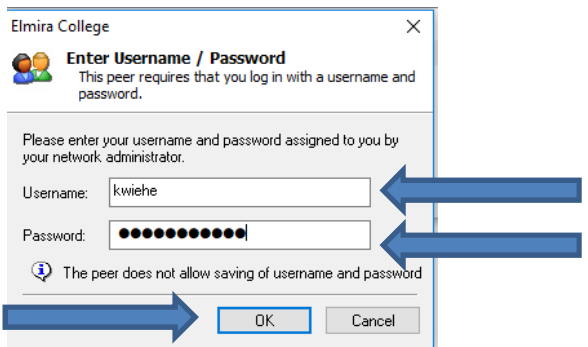 Elmira College
Enter Username / Password
This peer requires that you log in with a username and
password.
Please enter your username and password assigned to you by
your network administrator.
Username: kwiehe
Password: ●●●●●●●●●●●
The peer does not allow saving of username and password
OK Cancel